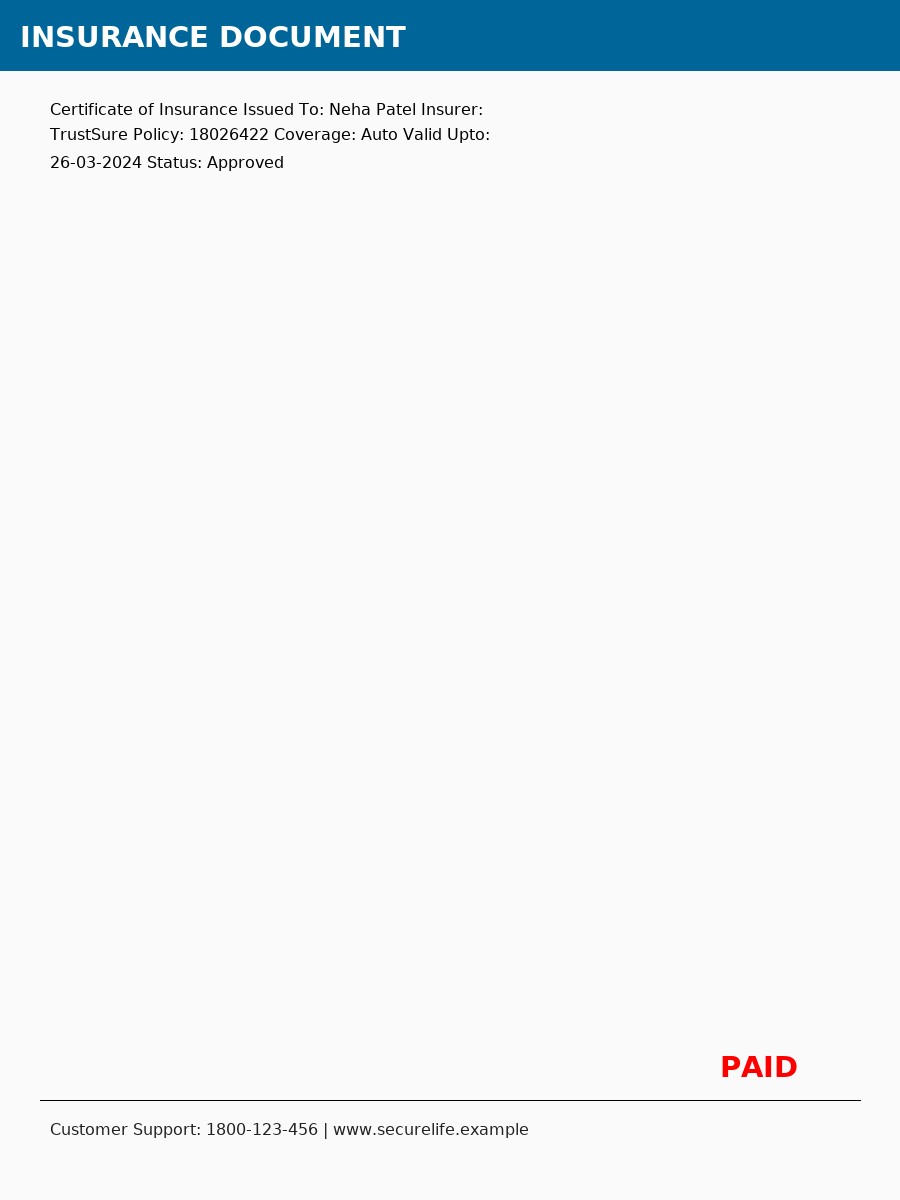 INSURANCE DOCUMENT
Certificate of Insurance Issued To: Neha Patel Insurer:
TrustSure Policy: 18026422 Coverage: Auto Valid Upto:
26-03-2024 Status: Approved
PAID
Customer Support: 1800-123-456 | www.securelife.example